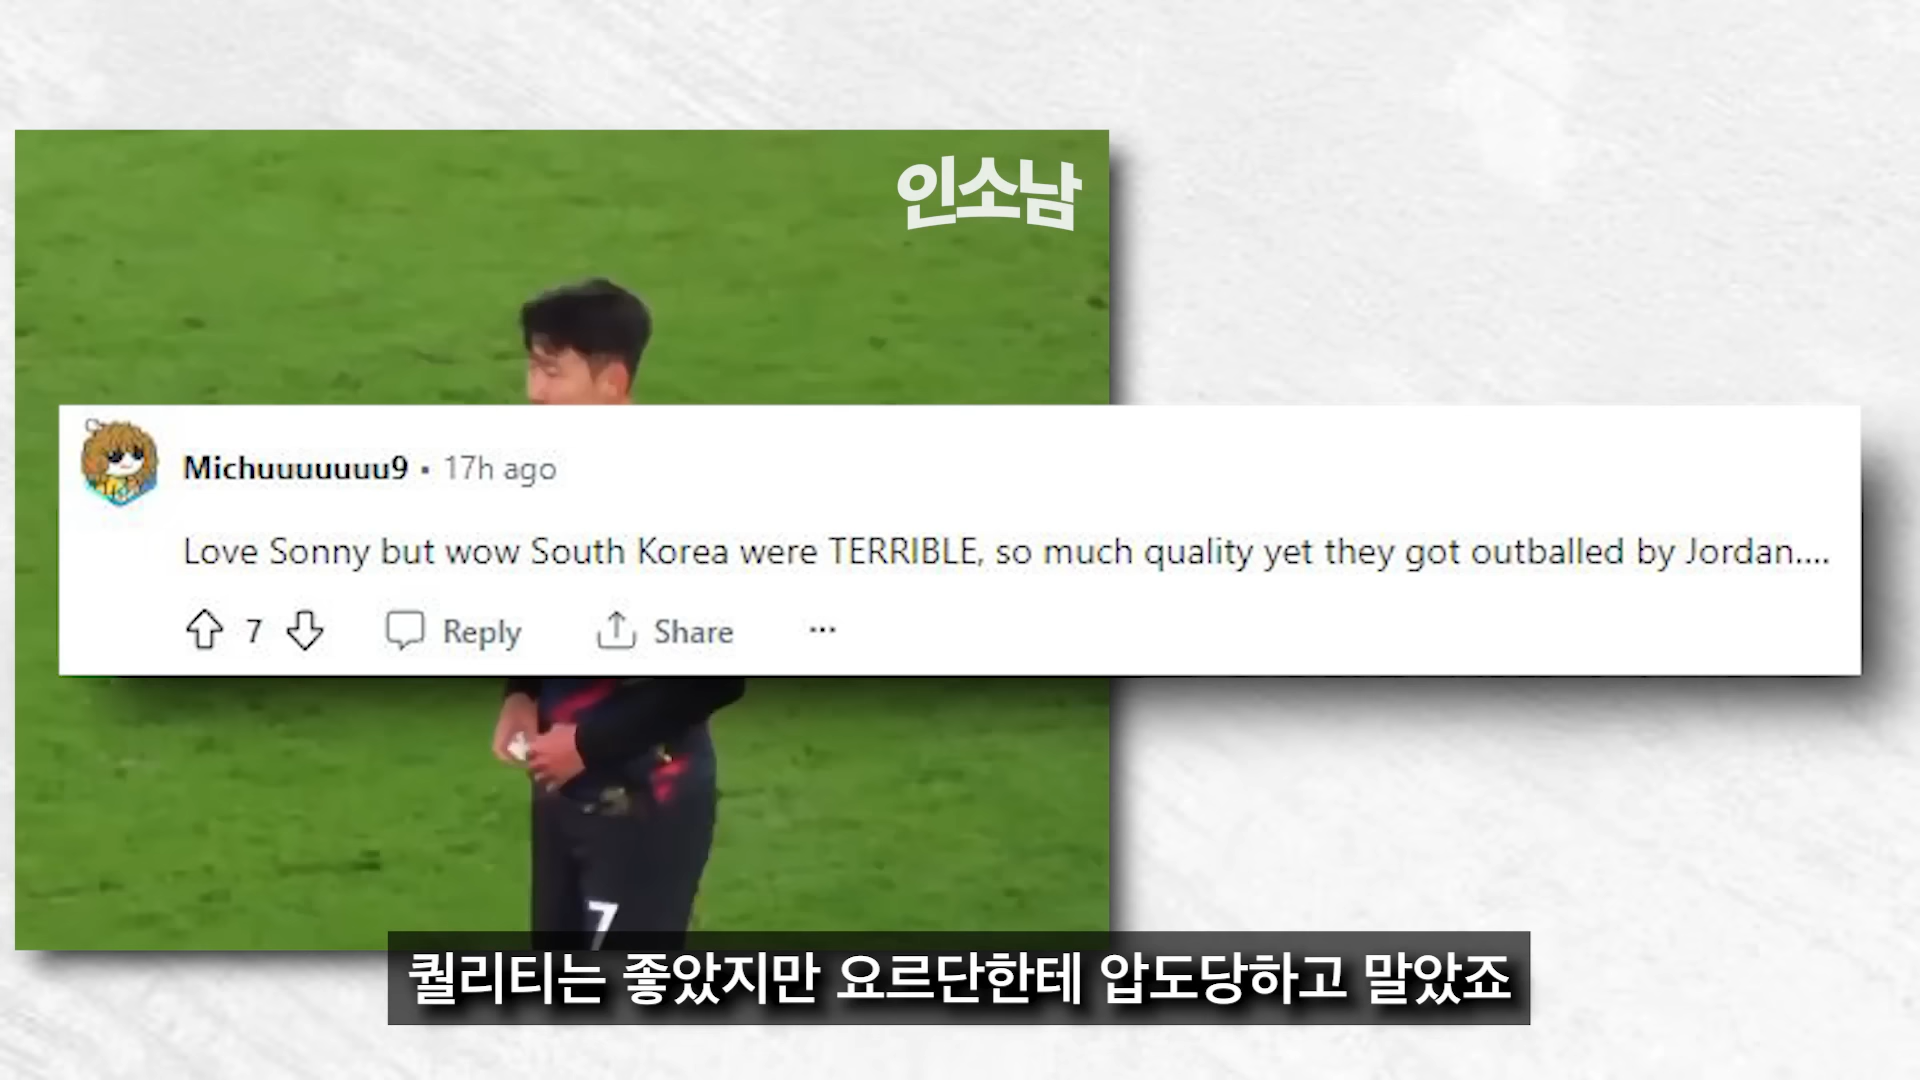 인소남
Michuuuuuuu9 • 17h ago
Love Sonny but wow South Korea were TERRIBLE, so much quality yet they got outballed by Jordan....
7 Reply Share ...
7
퀄리티는 좋았지만 요르단한테 압도당하고 말았죠